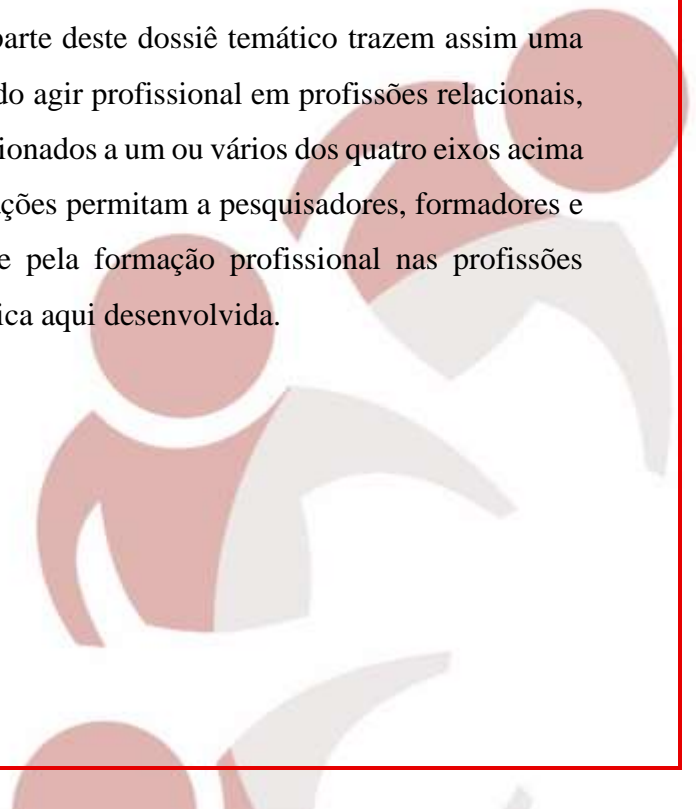 parte deste dossiê temático trazem assim uma
do agir profissional em profissões relacionais,
cionados a um ou vários dos quatro eixos acima
ções permitam a pesquisadores, formadores e
e pela formação profissional nas profissões
ica aqui desenvolvida.